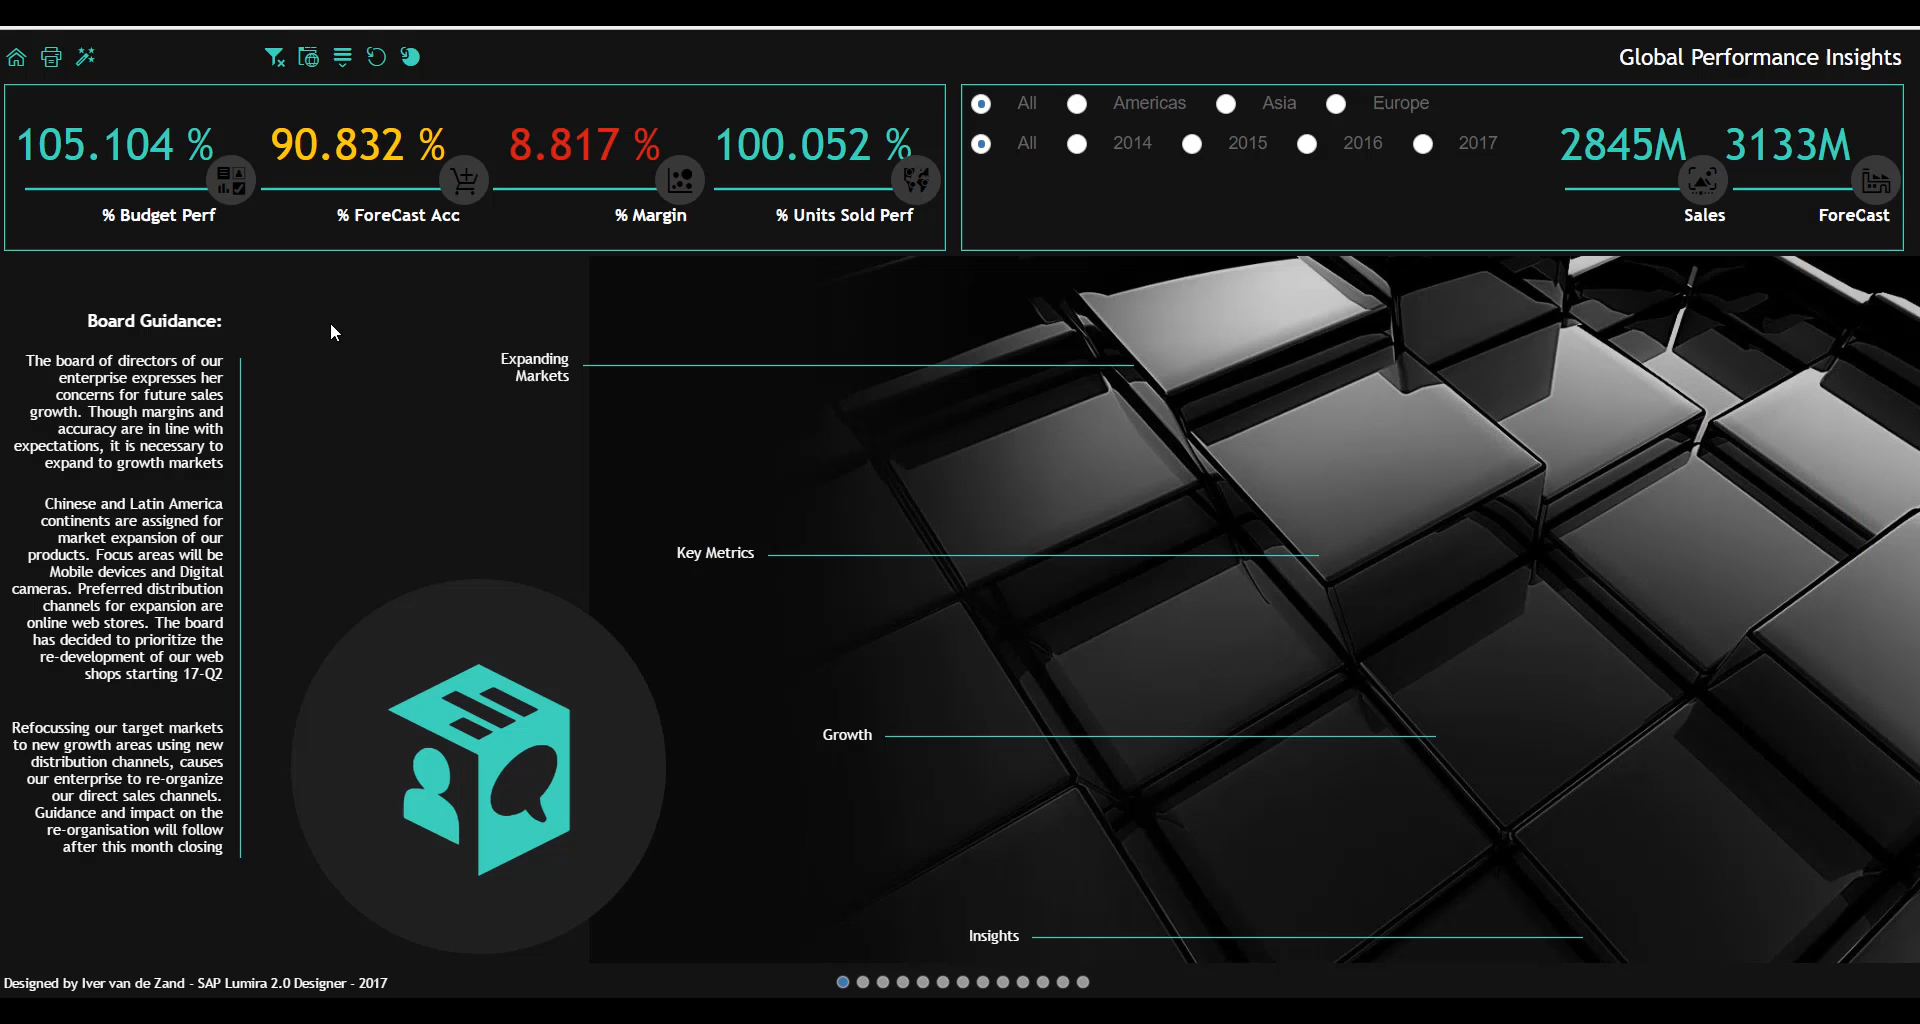 Global Performance Insights
105.104 %
90.832 %
8.817 %
100.052 %
% Budget Perf
% ForeCast Acc
% Margin
% Units Sold Perf
All
Americas
Asia
Europe
All
2014
2015
2016
2017
2845M
3133M
Sales
ForeCast
Board Guidance:
The board of directors of our
enterprise expresses her
concerns for future sales
growth. Though margins and
accuracy are in line with
expectations, it is necessary to
expand to growth markets
Chinese and Latin America
continents are assigned for
market expansion of our
products. Focus areas will be
Mobile devices and Digital
cameras. Preferred distribution
channels for expansion are
online web stores. The board
has decided to prioritize the
re-development of our web
shops starting 17-Q2
Refocussing our target markets
to new growth areas using new
distribution channels, causes
our enterprise to re-organize
our direct sales channels.
Guidance and impact on the
re-organisation will follow
after this month closing
Expanding
Markets
Key Metrics
Growth
Insights
Designed by Iver van de Zand - SAP Lumira 2.0 Designer - 2017